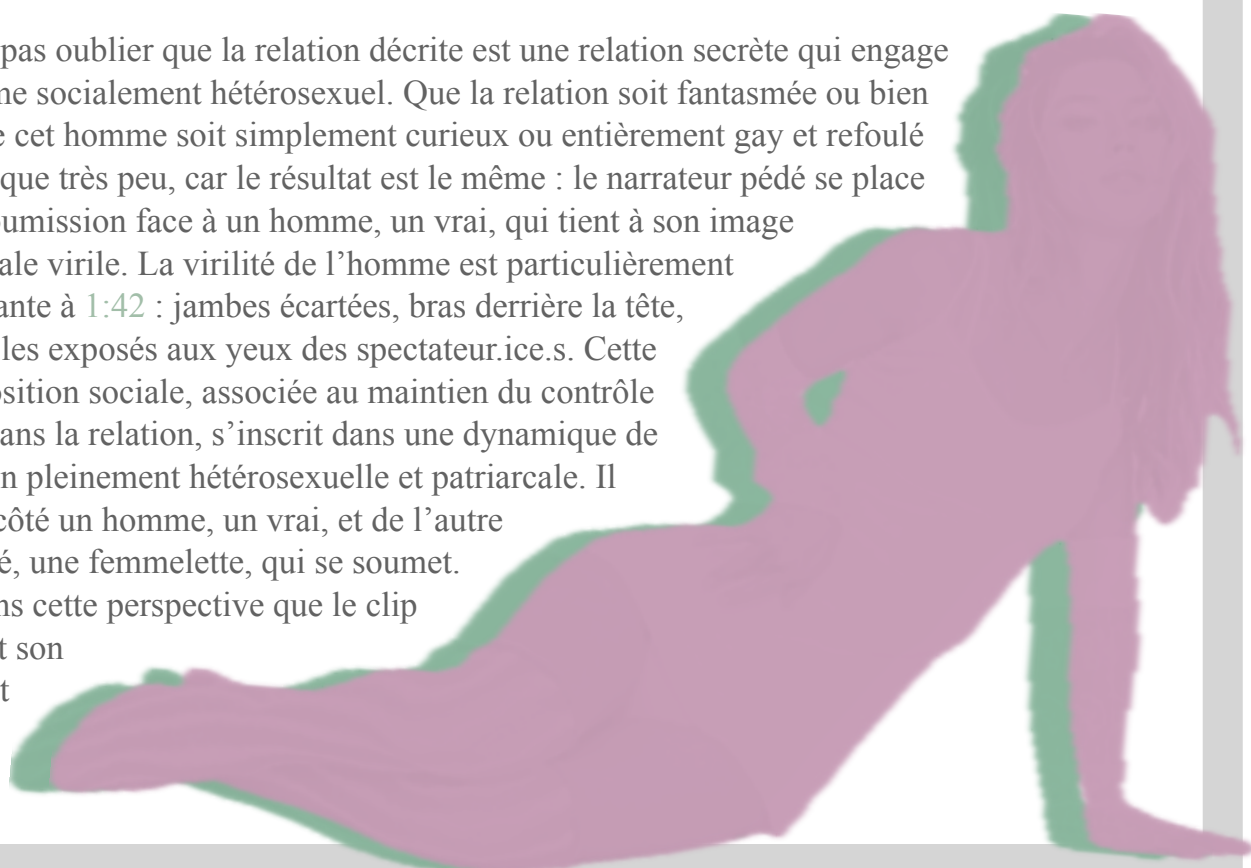 pas oublier que la relation décrite est une relation secrète qui engage
me socialement hétérosexuel. Que la relation soit fantasmée ou bien
e cet homme soit simplement curieux ou entièrement gay et refoulé
que très peu, car le résultat est le même : le narrateur pédé se place
oumission face à un homme, un vrai, qui tient à son image
ale virile. La virilité de l’homme est particulièrement
ante à 1:42 : jambes écartées, bras derrière la tête,
les exposés aux yeux des spectateur.ice.s. Cette
osition sociale, associée au maintien du contrôle
ans la relation, s’inscrit dans une dynamique de
n pleinement hétérosexuelle et patriarcale. Il
côté un homme, un vrai, et de l’autre
é, une femmelette, qui se soumet.
ns cette perspective que le clip
t son
t